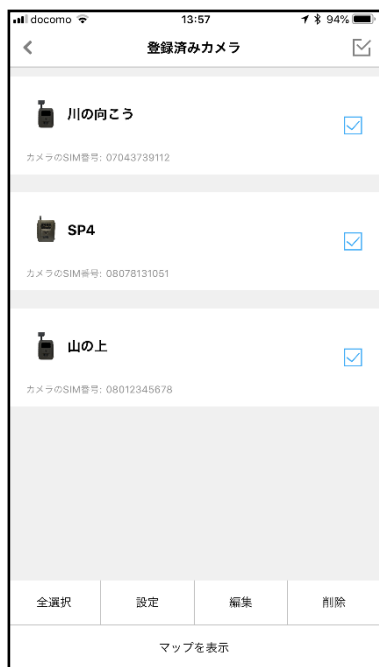 docomo 13:57 94%
登録済みカメラ
川の向こう
カメラのSIM番号: 07043739112
SP4
カメラのSIM番号: 08078131051
山の上
カメラのSIM番号: 08012345678
全選択 設定 編集 削除
マップを表示